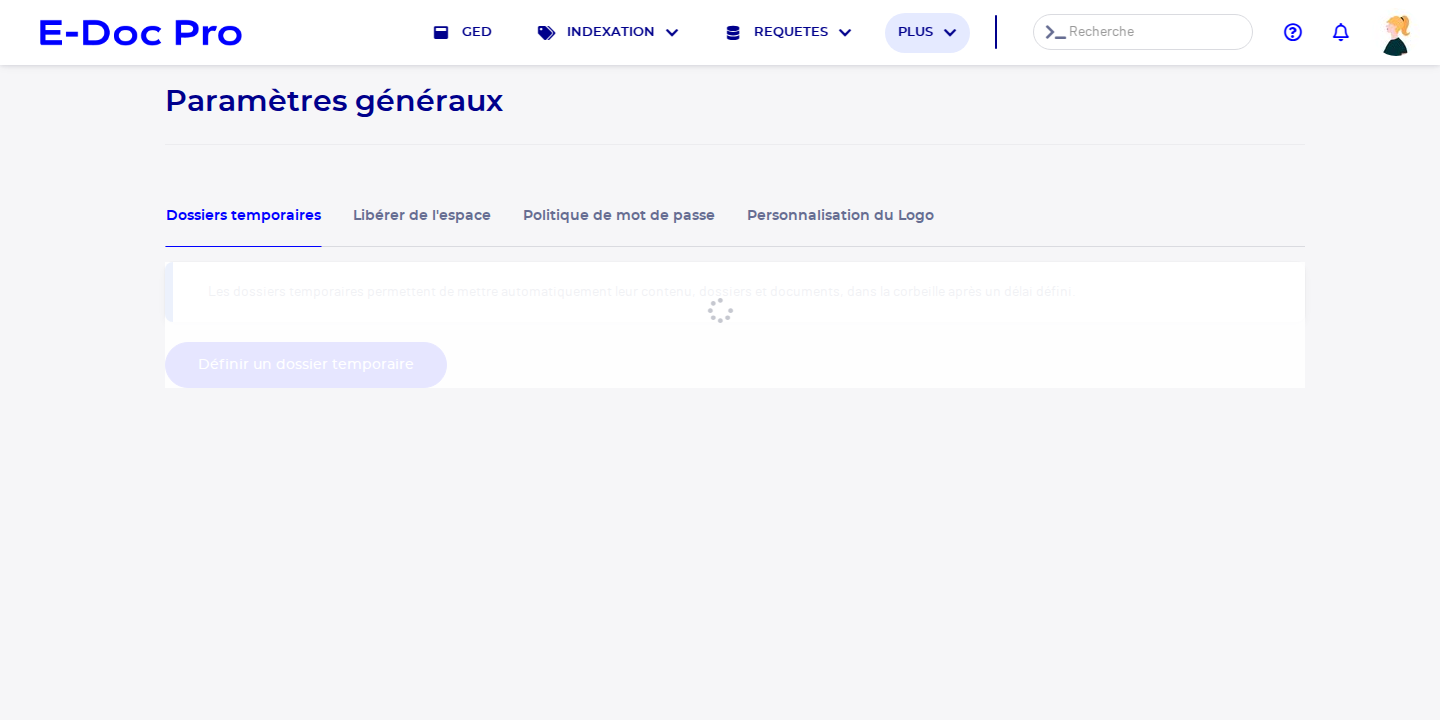 E-Doc Pro GED INDEXATION REQUETES PLUS Recherche
Paramètres généraux
Dossiers temporaires Libérer de l'espace Politique de mot de passe Personnalisation du Logo
Les dossiers temporaires permettent de mettre automatiquement leur contenu, dossiers et documents, dans la corbeille après un délai défini
Définir un dossier temporaire